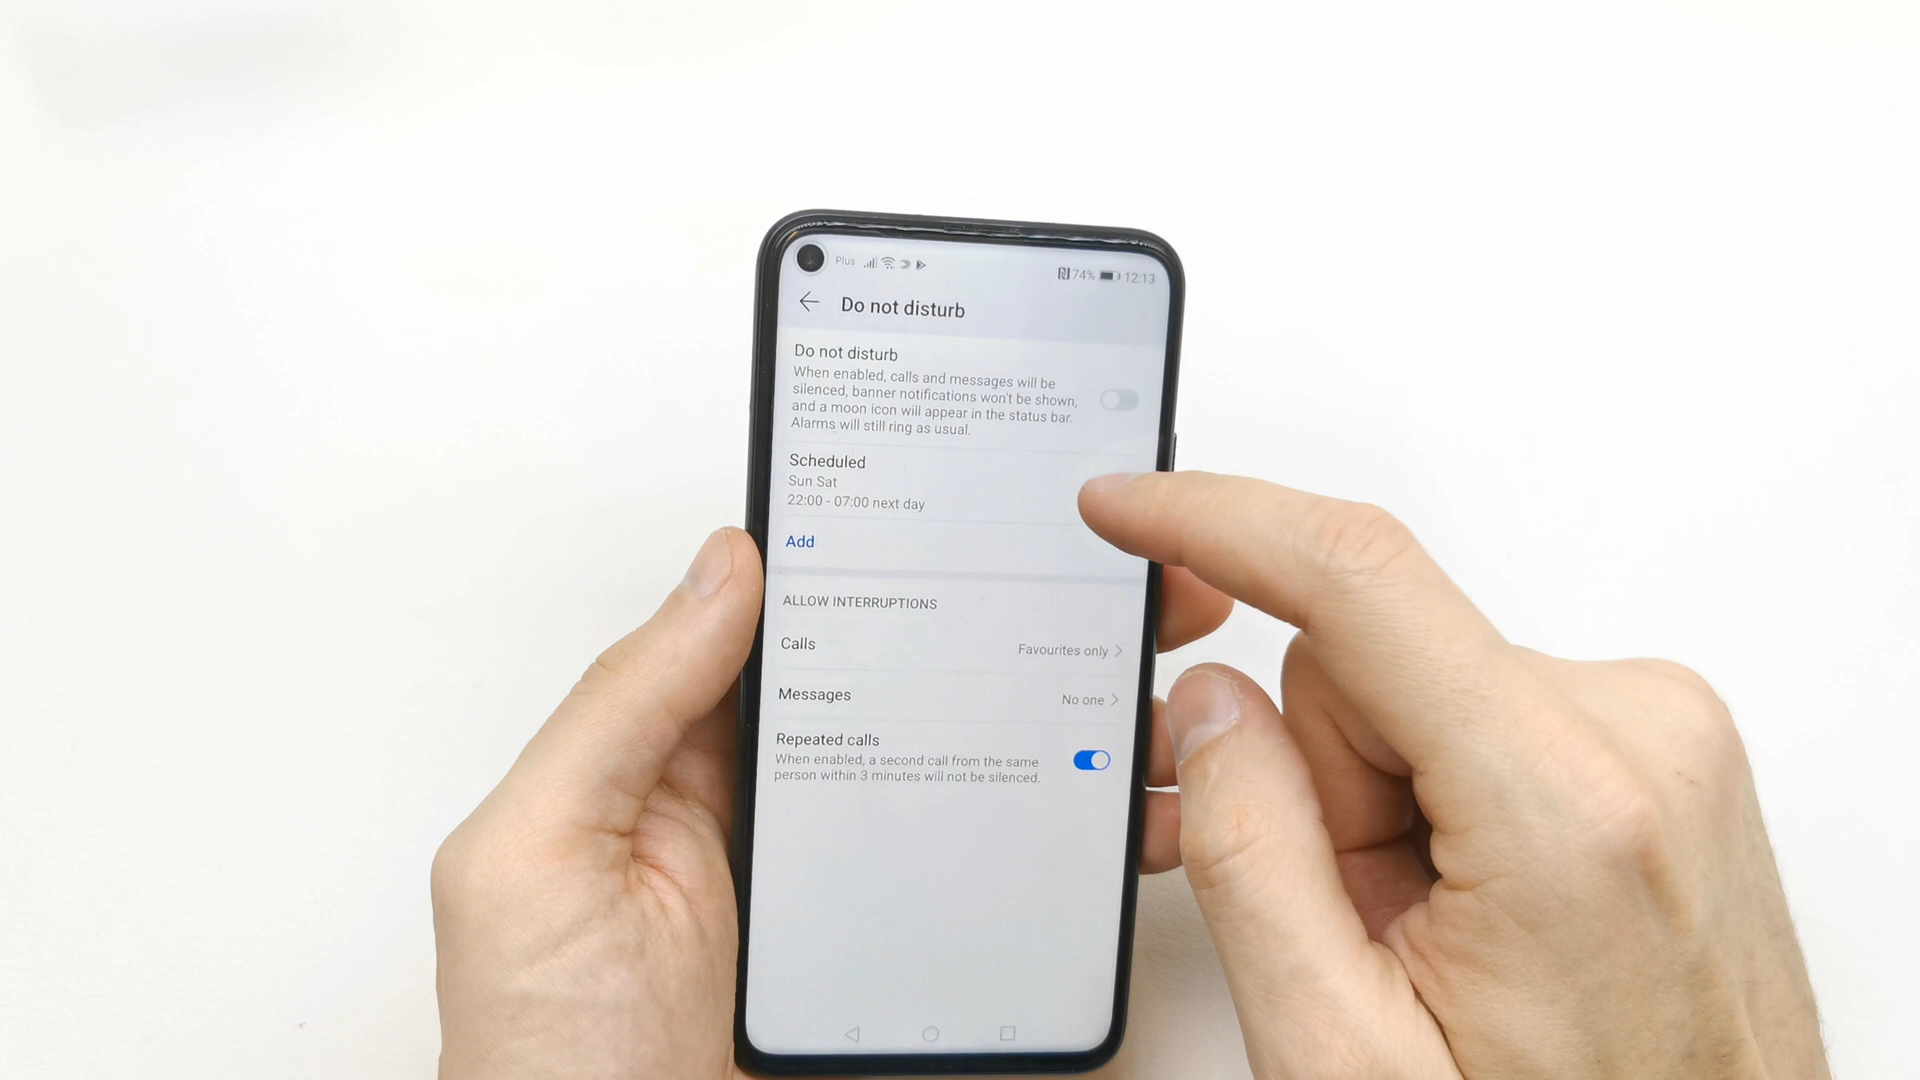 Plus
74% 12:13
Do not disturb
Do not disturb
When enabled, calls and messages will be
silenced, banner notifications won't be shown,
and a moon icon will appear in the status bar.
Alarms will still ring as usual.
Scheduled
Sun Sat
22:00 - 07:00 next day
Add
ALLOW INTERRUPTIONS
Calls
Favourites only
Messages
No one
Repeated calls
When enabled, a second call from the same
person within 3 minutes will not be silenced.